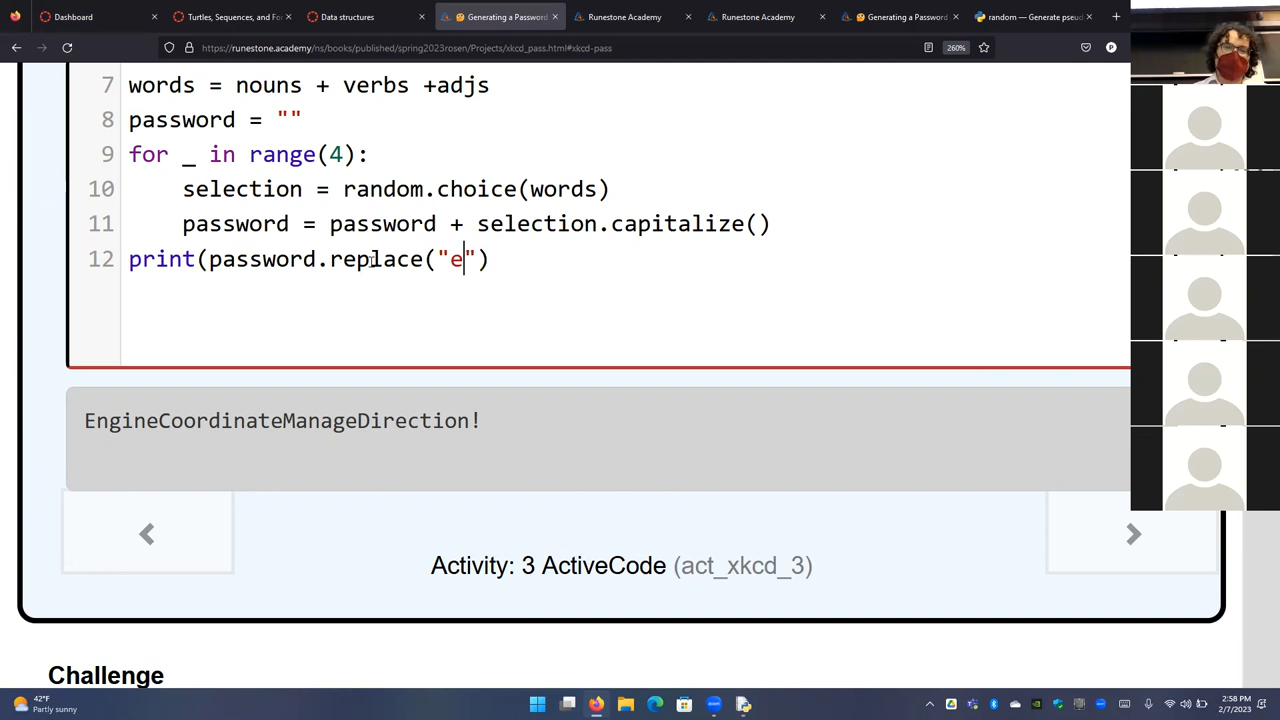 Dashboard
Turtles, Sequences, and For
Data structures
🤔 Generating a Password
Runestone Academy
Runestone Academy
🤔 Generating a Password
random — Generate pseud
https://runestone.academy/ns/books/published/spring2023rosen/Projects/xkcd_pass.html#xkcd-pass
260%
7 words = nouns + verbs +adjs
8 password = ""
9 for _ in range(4):
10 selection = random.choice(words)
11 password = password + selection.capitalize()
12 print(password.replace("e")
EngineCoordinateManageDirection!
Activity: 3 ActiveCode (act_xkcd_3)
Challenge
42°F
Partly sunny
2:58 PM
2/7/2023